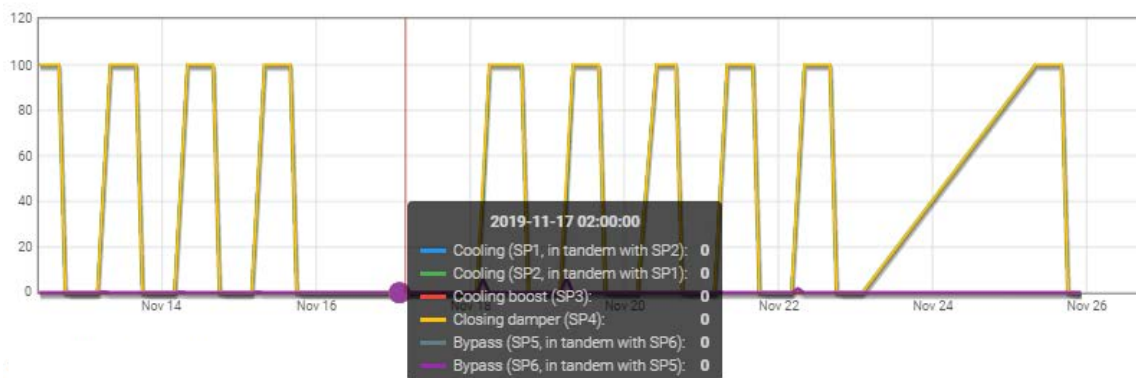 120
100
80
60
40
20
0
Nov 14 Nov 16 Nov 18 Nov 20 Nov 22 Nov 24 Nov 26
2019-11-17 02:00:00
Cooling (SP1, in tandem with SP2): 0
Cooling (SP2, in tandem with SP1): 0
Cooling boost (SP3): 0
Closing damper (SP4): 0
Bypass (SP5, in tandem with SP6): 0
Bypass (SP6, in tandem with SP5): 0